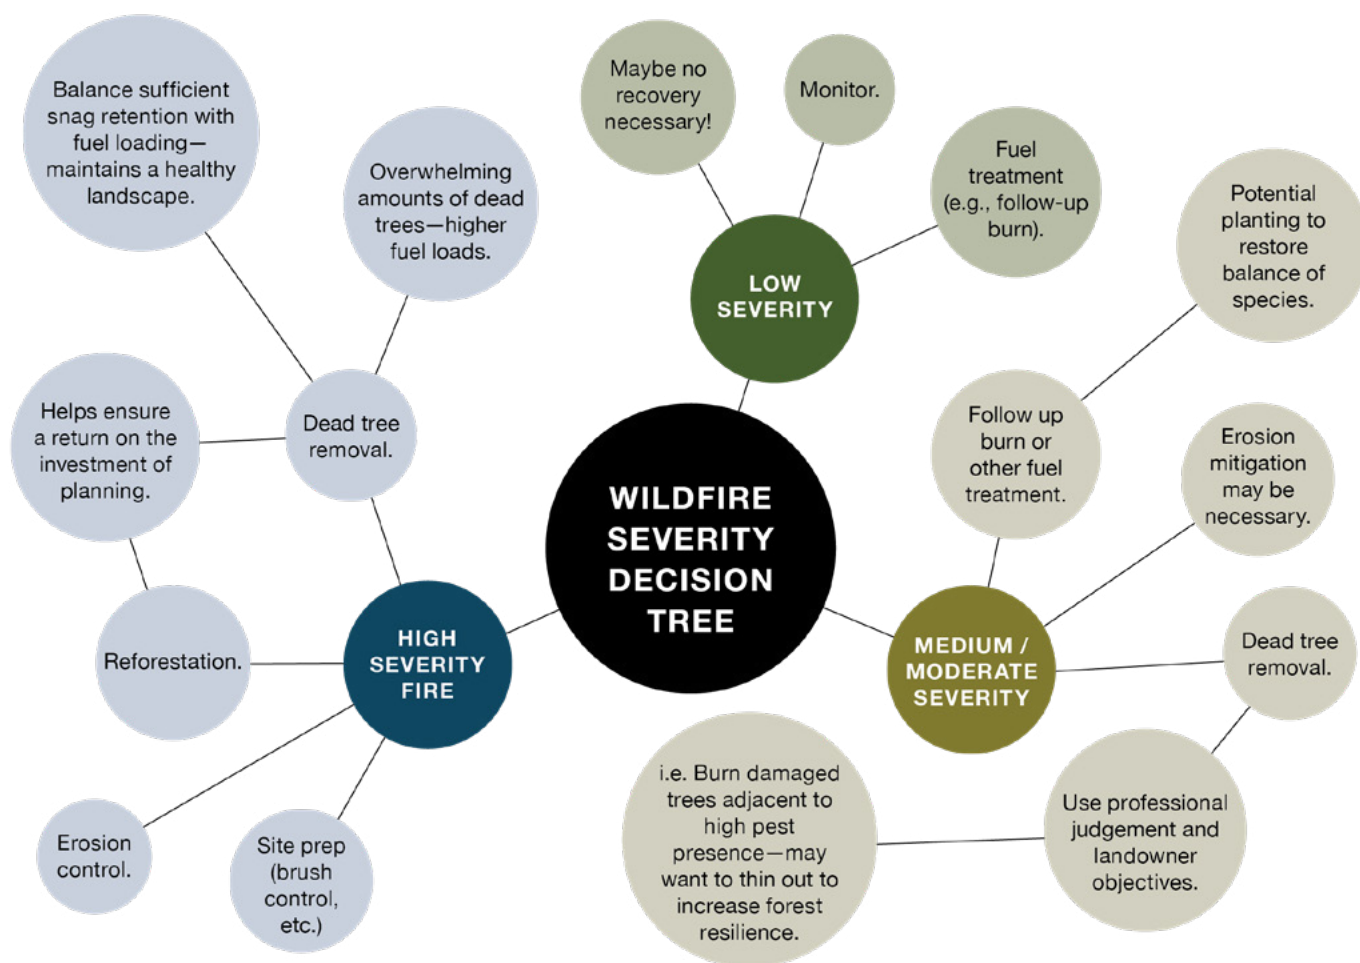 Balance sufficient
snag retention with
fuel loading—
maintains a healthy
landscape.
Overwhelming
amounts of dead
trees—higher
fuel loads.
Helps ensure
a return on the
investment of
planning.
Dead tree
removal.
Reforestation.
HIGH
SEVERITY
FIRE
Erosion
control.
Site prep
(brush
control,
etc.)
Maybe no
recovery
necessary!
Monitor.
Fuel
treatment
(e.g., follow-up
burn).
LOW
SEVERITY
WILDFIRE
SEVERITY
DECISION
TREE
Potential
planting to
restore
balance of
species.
Follow up
burn or
other fuel
treatment.
Erosion
mitigation
may be
necessary.
MEDIUM /
MODERATE
SEVERITY
Dead tree
removal.
Use professional
judgement and
landowner
objectives.
i.e. Burn damaged
trees adjacent to
high pest
presence—may
want to thin out to
increase forest
resilience.